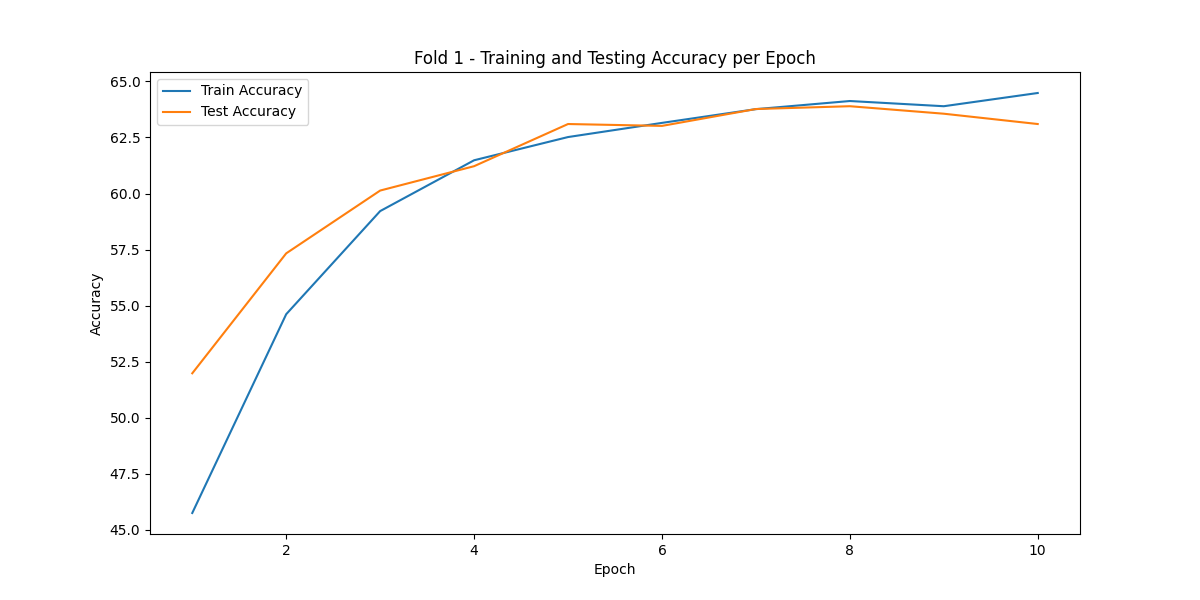 Fold 1 - Training and Testing Accuracy per Epoch
Train Accuracy
Test Accuracy
65.0
62.5
60.0
57.5
55.0
52.5
50.0
47.5
45.0
Accuracy
2 4 6 8 10
Epoch